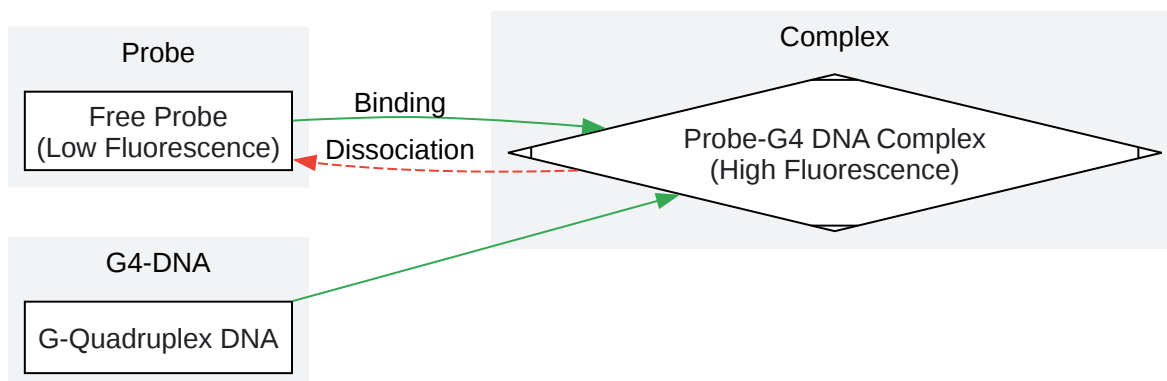 Probe
Free Probe
(Low Fluorescence)
Binding
Dissociation
Complex
Probe-G4 DNA Complex
(High Fluorescence)
G4-DNA
G-Quadruplex DNA